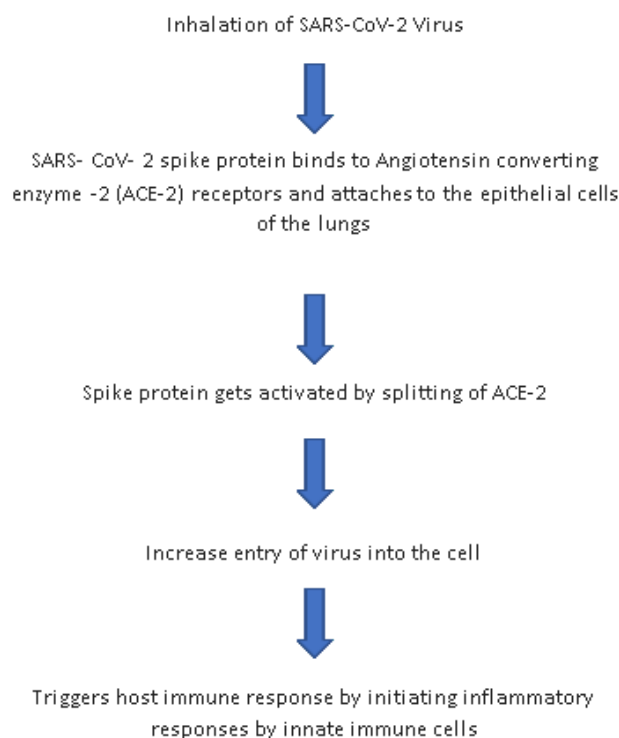 Inhalation of SARS-CoV-2 Virus
SARS- CoV- 2 spike protein binds to Angiotensin converting
enzyme -2 (ACE-2) receptors and attaches to the epithelial cells
of the lungs
Spike protein gets activated by splitting of ACE-2
Increase entry of virus into the cell
Triggers host immune response by initiating inflammatory
responses by innate immune cells